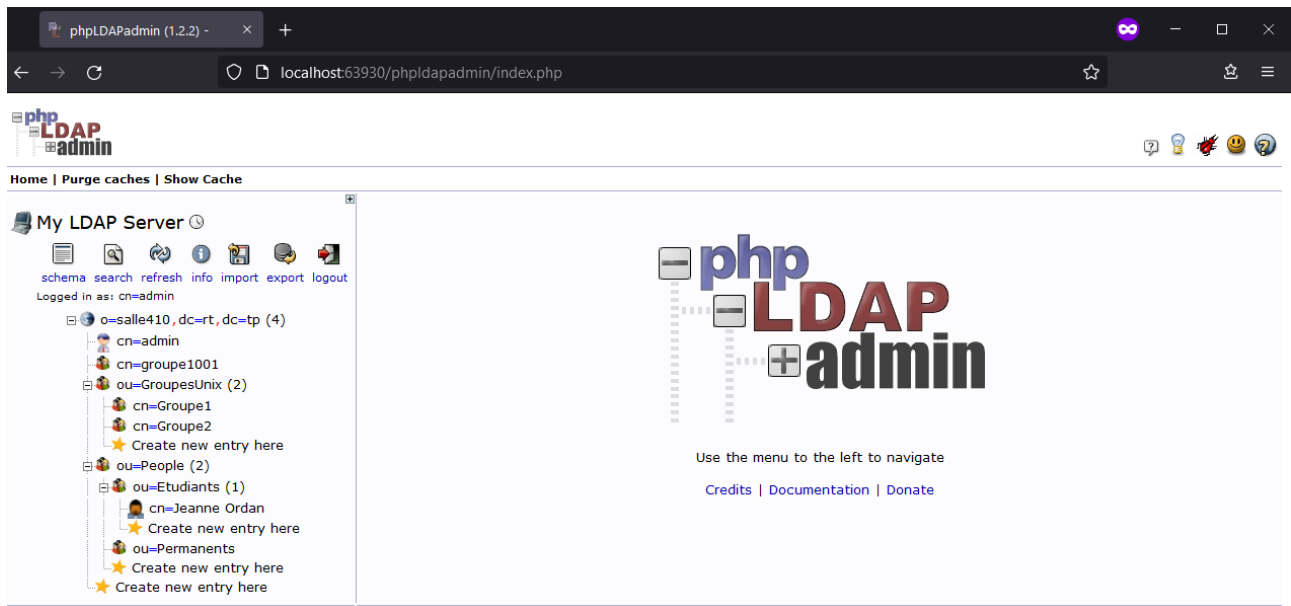 phpLDAPadmin (1.2.2) -
localhost:63930/phpldapadmin/index.php
php
LDAP
admin
Home | Purge caches | Show Cache
My LDAP Server
schema search refresh info import export logout
Logged in as: cn=admin
o=salle410,dc=rt,dc=tp (4)
cn=admin
cn=groupe1001
ou=GroupesUnix (2)
cn=Groupe1
cn=Groupe2
Create new entry here
ou=People (2)
ou=Etudiants (1)
cn=Jeanne Ordan
Create new entry here
ou=Permanents
Create new entry here
Create new entry here
php
LDAP
admin
Use the menu to the left to navigate
Credits | Documentation | Donate